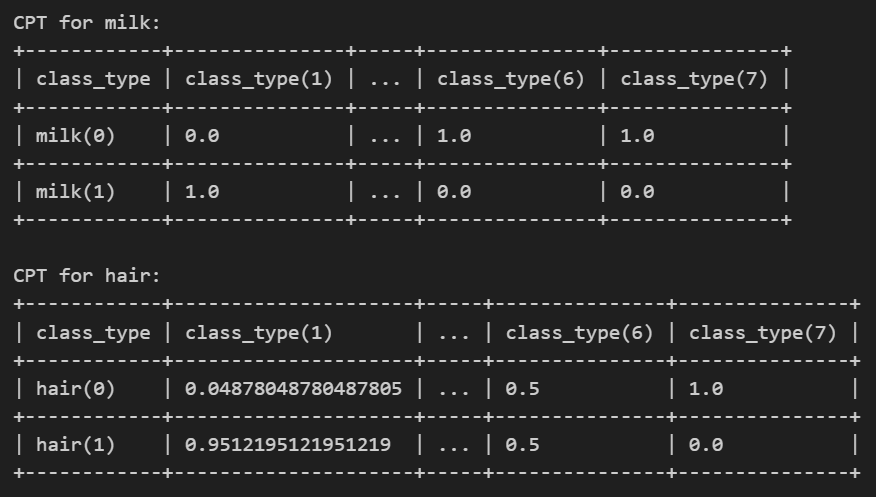 CPT for milk:
+------------+---------------+-----+---------------+---------------+
| class_type | class_type(1) | ... | class_type(6) | class_type(7) |
+------------+---------------+-----+---------------+---------------+
| milk(0)    | 0.0           | ... | 1.0           | 1.0           |
+------------+---------------+-----+---------------+---------------+
| milk(1)    | 1.0           | ... | 0.0           | 0.0           |
+------------+---------------+-----+---------------+---------------+

CPT for hair:
+------------+---------------------+-----+---------------+---------------+
| class_type | class_type(1)       | ... | class_type(6) | class_type(7) |
+------------+---------------------+-----+---------------+---------------+
| hair(0)    | 0.04878048780487805 | ... | 0.5           | 1.0           |
+------------+---------------------+-----+---------------+---------------+
| hair(1)    | 0.9512195121951219  | ... | 0.5           | 0.0           |
+------------+---------------------+-----+---------------+---------------+